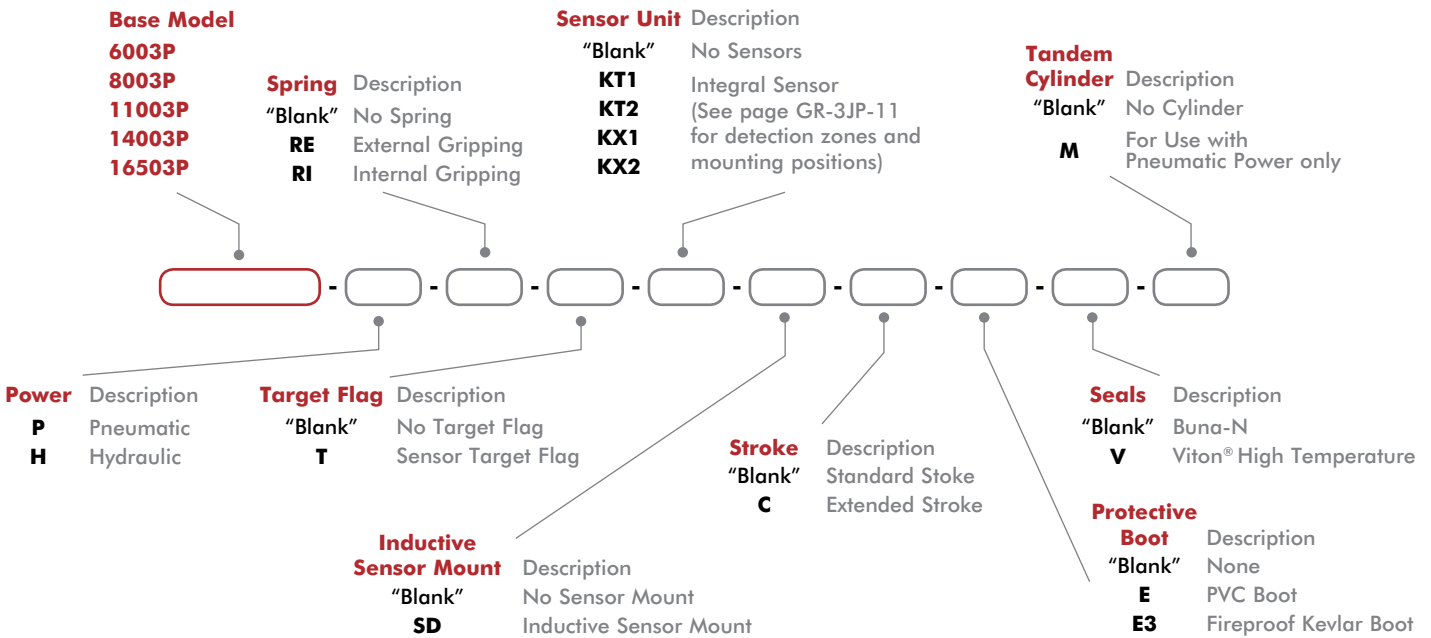 Base Model
6003P
8003P
11003P
14003P
16503P
Spring Description
"Blank" No Spring
RE External Gripping
RI Internal Gripping
Sensor Unit Description
"Blank" No Sensors
KT1 Integral Sensor
KT2 (See page GR-3JP-11
KX1 for detection zones and
KX2 mounting positions)
Tandem
Cylinder Description
"Blank" No Cylinder
M For Use with
Pneumatic Power only
- - - - - - - - -
Power Description
P Pneumatic
H Hydraulic
Target Flag Description
"Blank" No Target Flag
T Sensor Target Flag
Inductive
Sensor Mount Description
"Blank" No Sensor Mount
SD Inductive Sensor Mount
Stroke Description
"Blank" Standard Stoke
C Extended Stroke
Seals Description
"Blank" Buna-N
V Viton® High Temperature
Protective
Boot Description
"Blank" None
E PVC Boot
E3 Fireproof Kevlar Boot